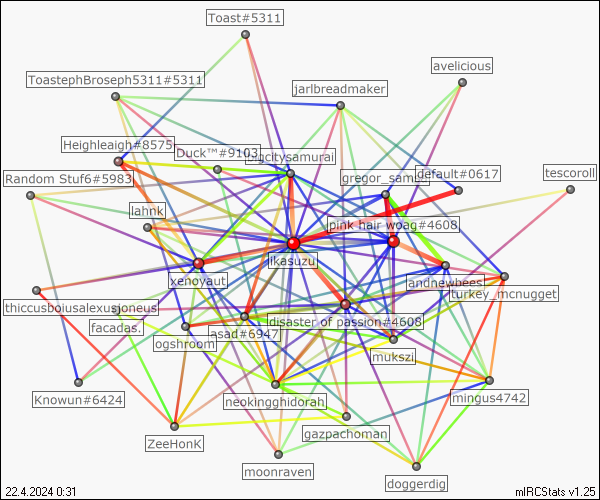 Toast#5311
avelicious
ToastephBroseph5311#5311
jarlbreadmaker
Heighleaigh#8575
Duck™#9103
ngcitysamurai
Random Stuf6#5983
gregor_samsa
default#0617
tescoroll
lahnk
pink hair woag#4608
likasuzu
xenoyaut
andnewbees
turkey_mcnugget
thiccusboiusalexusjoneus
facadas.
disaster of passion#4608
ogshroom
asad#6947
mukszi
Knowun#6424
neokingghidorah
mingus4742
ZeeHonK
gazpachoman
moonraven
doggerdig
22.4.2024 0:31
mIRCStats v1.25